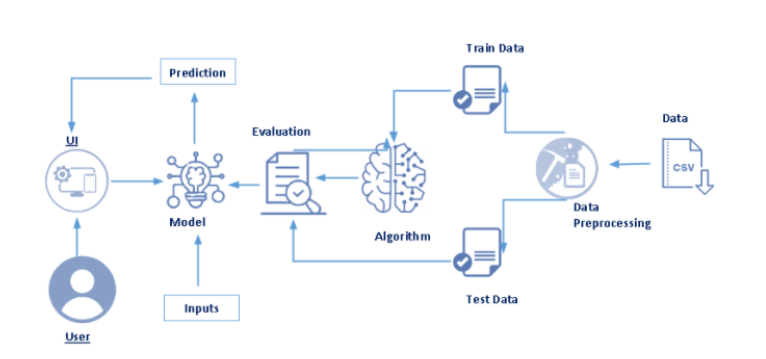 Train Data
Prediction
Data
Evaluation
UI
CSV
Model
Data
Preprocessing
Algorithm
Test Data
Inputs
User